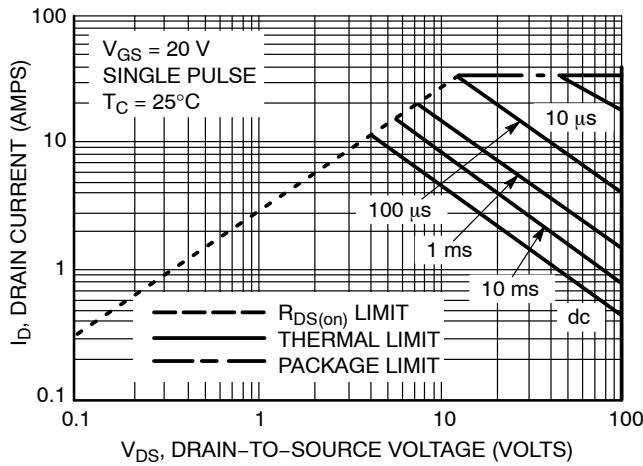 100
10
1
0.1
I_D, DRAIN CURRENT (AMPS)
V_GS = 20 V
SINGLE PULSE
T_C = 25°C
10 μs
100 μs
1 ms
10 ms
dc
R_DS(on) LIMIT
THERMAL LIMIT
PACKAGE LIMIT
0.1
1
10
100
V_DS, DRAIN−TO−SOURCE VOLTAGE (VOLTS)